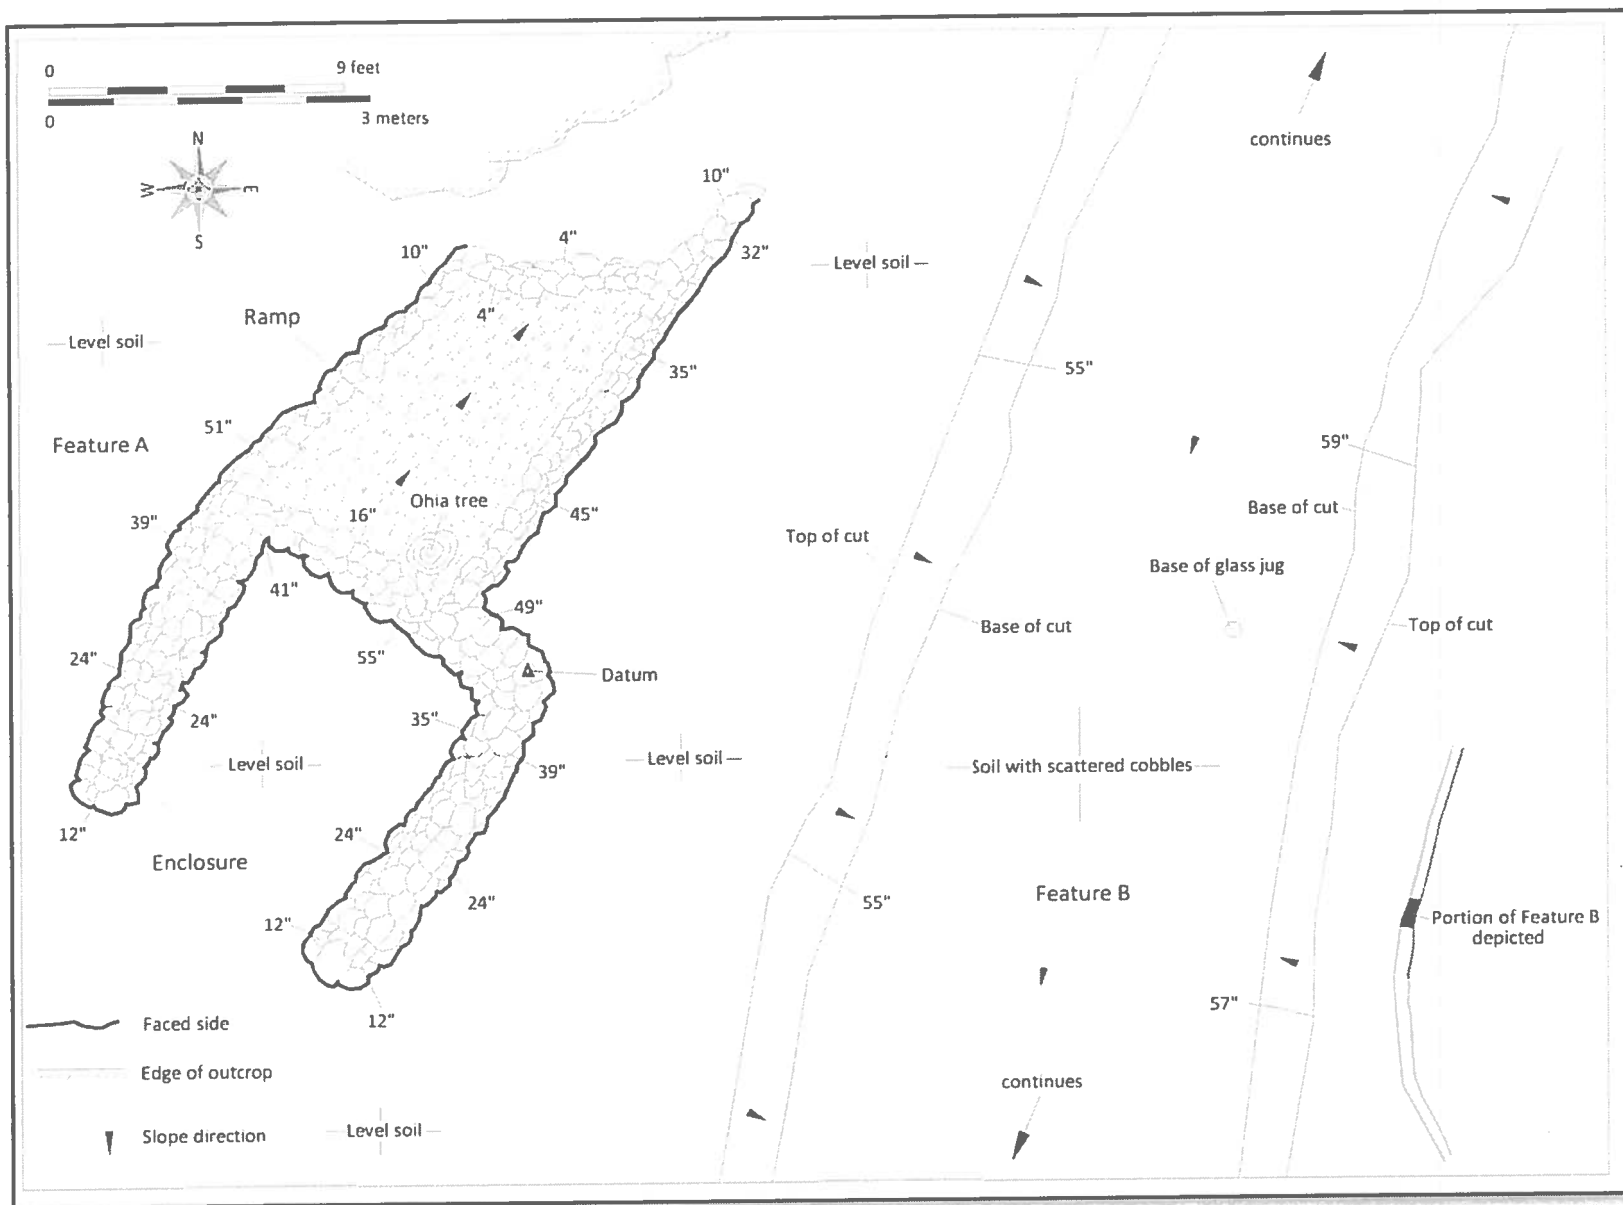 0 9 feet
0 3 meters
N
W E
S
continues
10"
10" 4" 32"
Level soil
Ramp 4"
Level soil
35" 55"
51"
Feature A
59"
Ohia tree
39" 16" 45" Base of cut
Top of cut
Base of glass jug
41"
49"
Base of cut Top of cut
24" 55"
Datum
24" 35"
Level soil Level soil 39" Soil with scattered cobbles
12" 24"
Enclosure
24" 55" Feature B
12" Portion of Feature B
depicted
57"
12"
Faced side
Edge of outcrop
continues
Slope direction Level soil